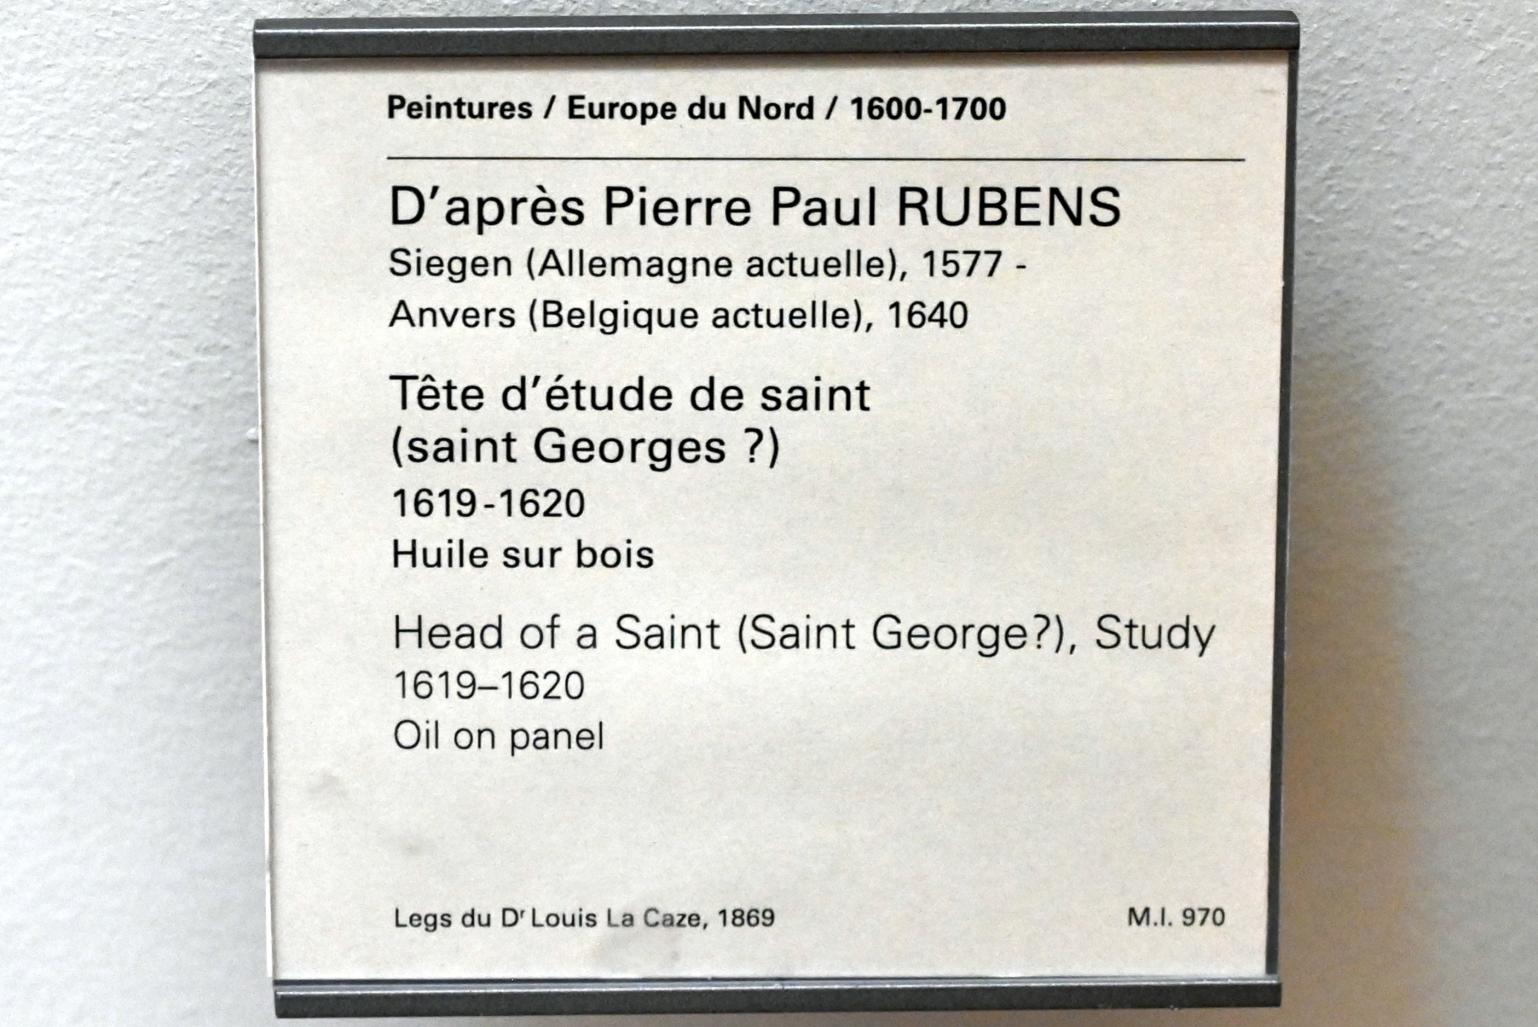 Peintures / Europe du Nord / 1600-1700
D'après Pierre Paul RUBENS
Siegen (Allemagne actuelle), 1577 -
Anvers (Belgique actuelle), 1640
Tête d'étude de saint
(saint Georges ?)
1619-1620
Huile sur bois
Head of a Saint (Saint George?), Study
1619–1620
Oil on panel
Legs du Dʳ Louis La Caze, 1869
M.I. 970